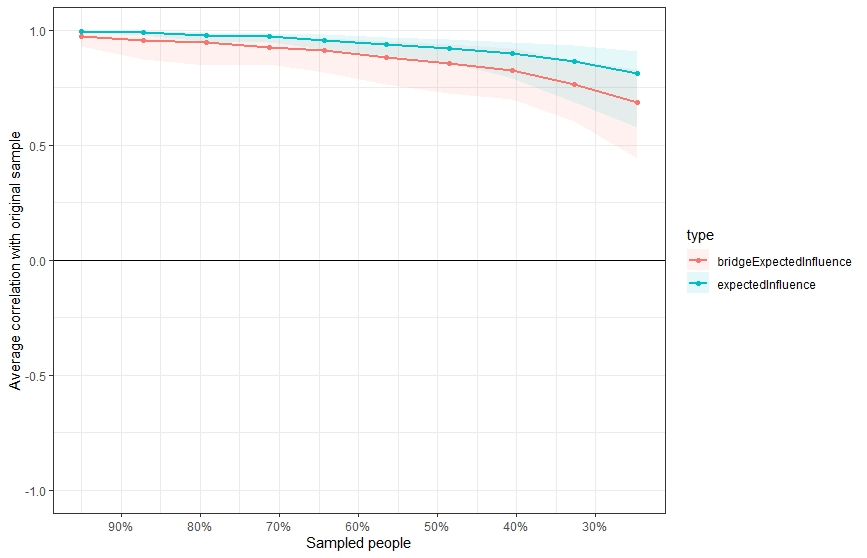 Average correlation with original sample
1.0
0.5
0.0
-0.5
-1.0
90% 80% 70% 60% 50% 40% 30%
Sampled people
type
bridgeExpectedInfluence
expectedInfluence